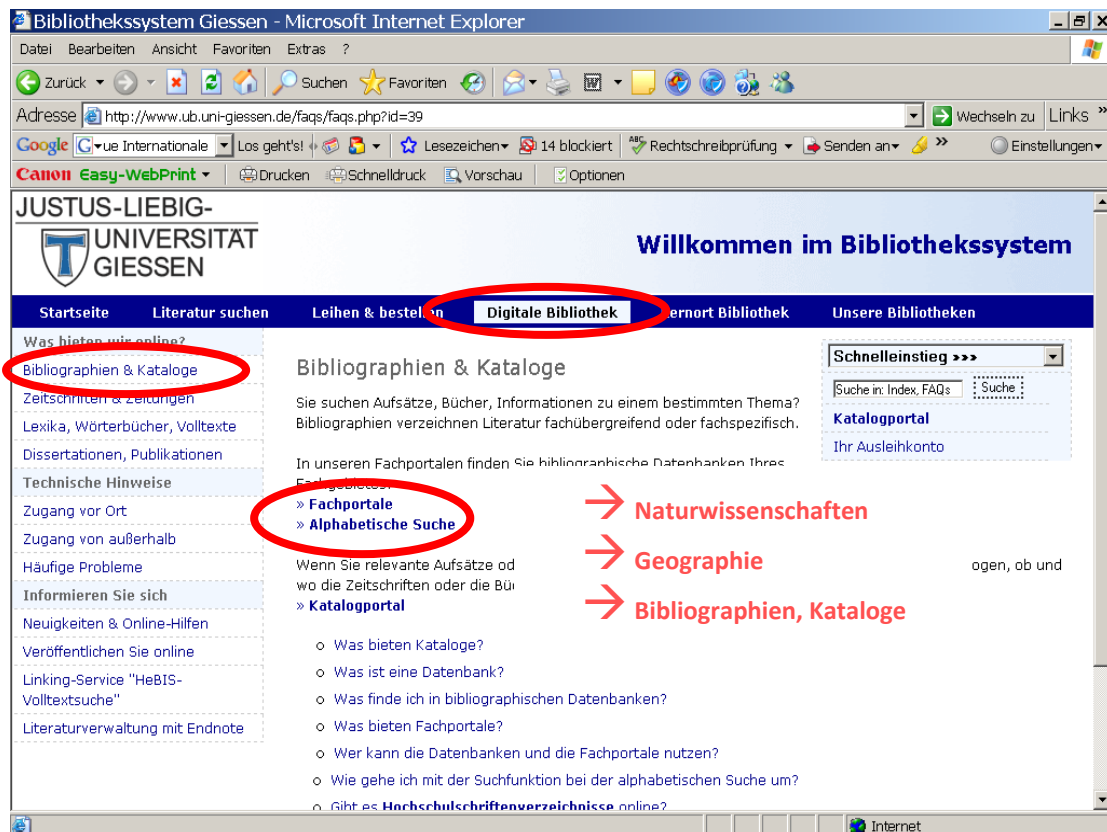 Bibliothekssystem Giessen - Microsoft Internet Explorer
Datei Bearbeiten Ansicht Favoriten Extras ?
Zurück Suchen Favoriten
Adresse http://www.ub.uni-giessen.de/faqs/faqs.php?id=39 Wechseln zu Links »
Google G ue Internationale Los geht's! Lesezeichen 14 blockiert ABC Rechtschreibprüfung Senden an » Einstellungen
Canon Easy-WebPrint Drucken Schnelldruck Vorschau Optionen
JUSTUS-LIEBIG-
UNIVERSITÄT
GIESSEN
Willkommen im Bibliothekssystem
Startseite Literatur suchen Leihen & bestellen Digitale Bibliothek ernort Bibliothek Unsere Bibliotheken
Was hieten wir online?
Bibliographien & Kataloge
Zeitschriften & Zeitungen
Lexika, Wörterbücher, Volltexte
Dissertationen, Publikationen
Technische Hinweise
Zugang vor Ort
Zugang von außerhalb
Häufige Probleme
Informieren Sie sich
Neuigkeiten & Online-Hilfen
Veröffentlichen Sie online
Linking-Service "HeBIS-
Volltextsuche"
Literaturverwaltung mit Endnote
Bibliographien & Kataloge
Sie suchen Aufsätze, Bücher, Informationen zu einem bestimmten Thema?
Bibliographien verzeichnen Literatur fachübergreifend oder fachspezifisch.
In unseren Fachportalen finden Sie bibliographische Datenbanken Ihres
Fachgebietes:
» Fachportale
» Alphabetische Suche
→ Naturwissenschaften
→ Geographie
→ Bibliographien, Kataloge
Wenn Sie relevante Aufsätze od ogen, ob und
wo die Zeitschriften oder die Bü
» Katalogportal
o Was bieten Kataloge?
o Was ist eine Datenbank?
o Was finde ich in bibliographischen Datenbanken?
o Was bieten Fachportale?
o Wer kann die Datenbanken und die Fachportale nutzen?
o Wie gehe ich mit der Suchfunktion bei der alphabetischen Suche um?
o Gibt es Hochschulschriftenverzeichnisse online?
Schnelleinstieg >>>
Suche in: Index, FAQs Suche
Katalogportal
Ihr Ausleihkonto
Internet